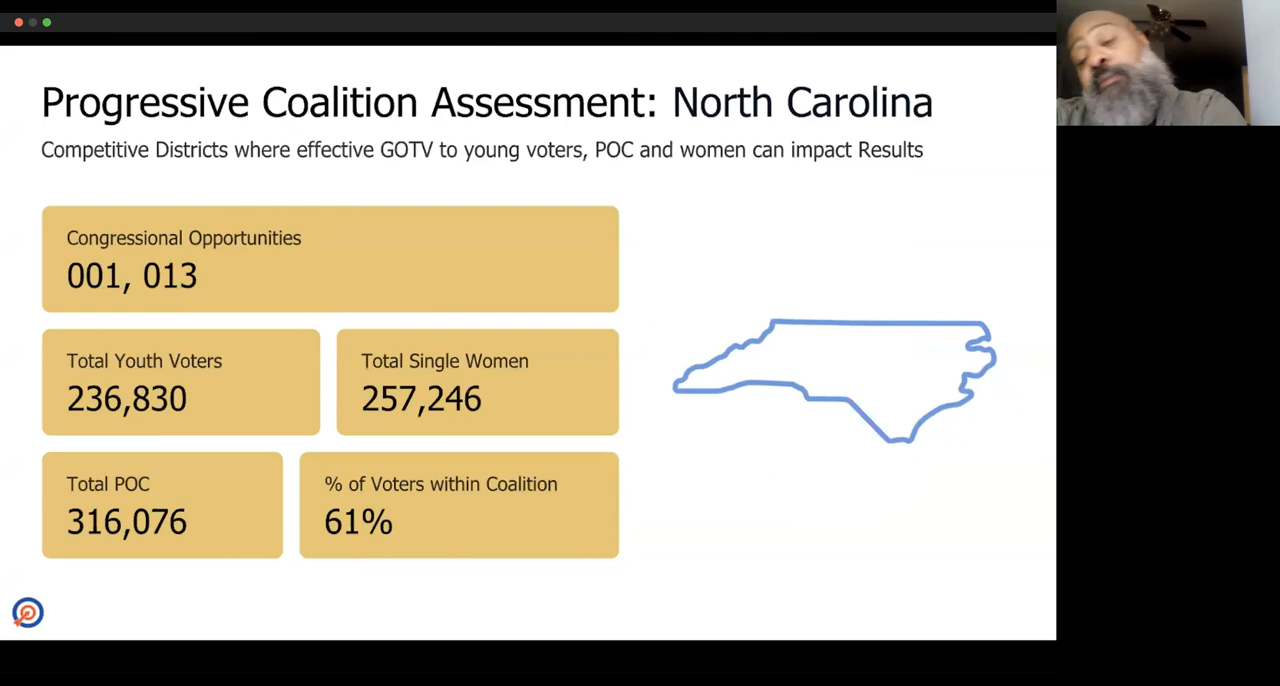 Progressive Coalition Assessment: North Carolina
Competitive Districts where effective GOTV to young voters, POC and women can impact Results
Congressional Opportunities
001, 013
Total Youth Voters
236,830
Total Single Women
257,246
Total POC
316,076
% of Voters within Coalition
61%